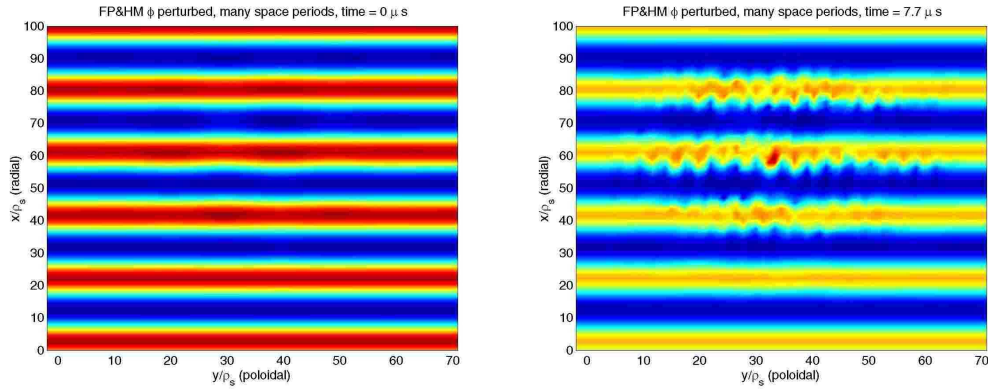 FP&HM ϕ perturbed, many space periods, time = 0 μ s
100
90
80
70
60
50
40
30
20
10
0
x/ρs (radial)
0 10 20 30 40 50 60 70
y/ρs (poloidal)
FP&HM ϕ perturbed, many space periods, time = 7.7 μ s
100
90
80
70
60
50
40
30
20
10
0
x/ρs (radial)
0 10 20 30 40 50 60 70
y/ρs (poloidal)